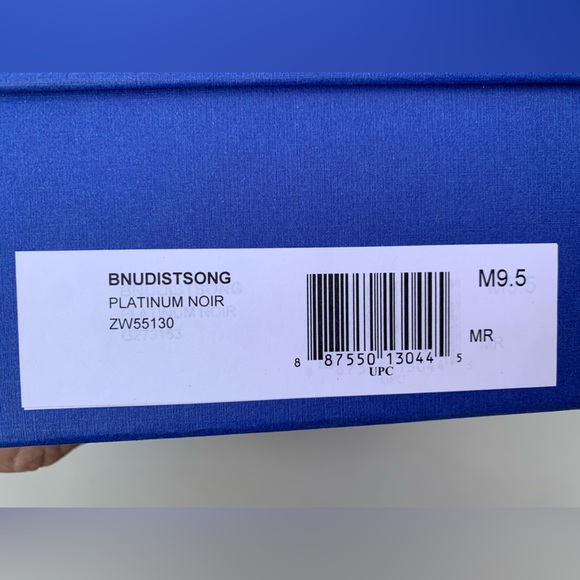 BNUDISTSONG
PLATINUM NOIR
ZW55130
M9.5
MR
8 87550 13044 5
UPC